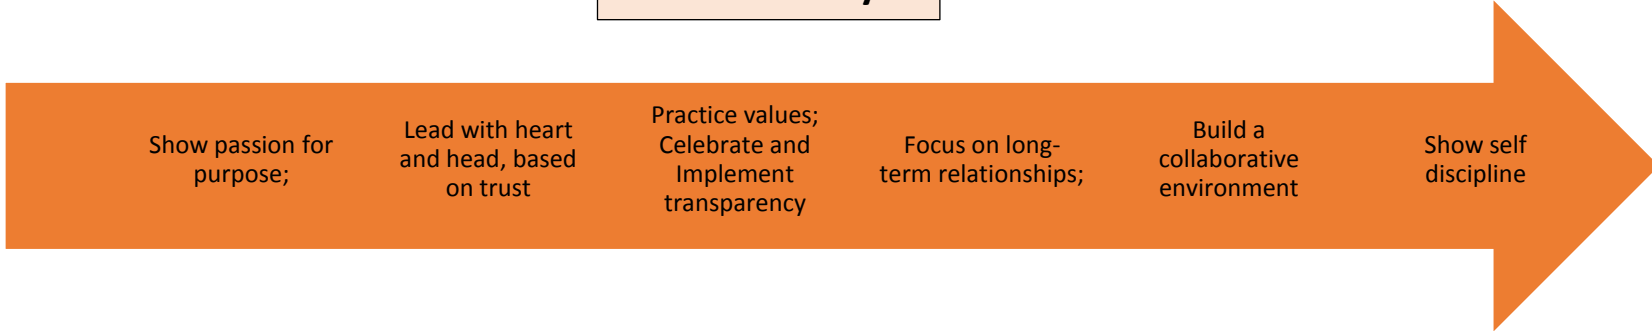 Show passion for
purpose;
Lead with heart
and head, based
on trust
Practice values;
Celebrate and
Implement
transparency
Focus on long-
term relationships;
Build a
collaborative
environment
Show self
discipline